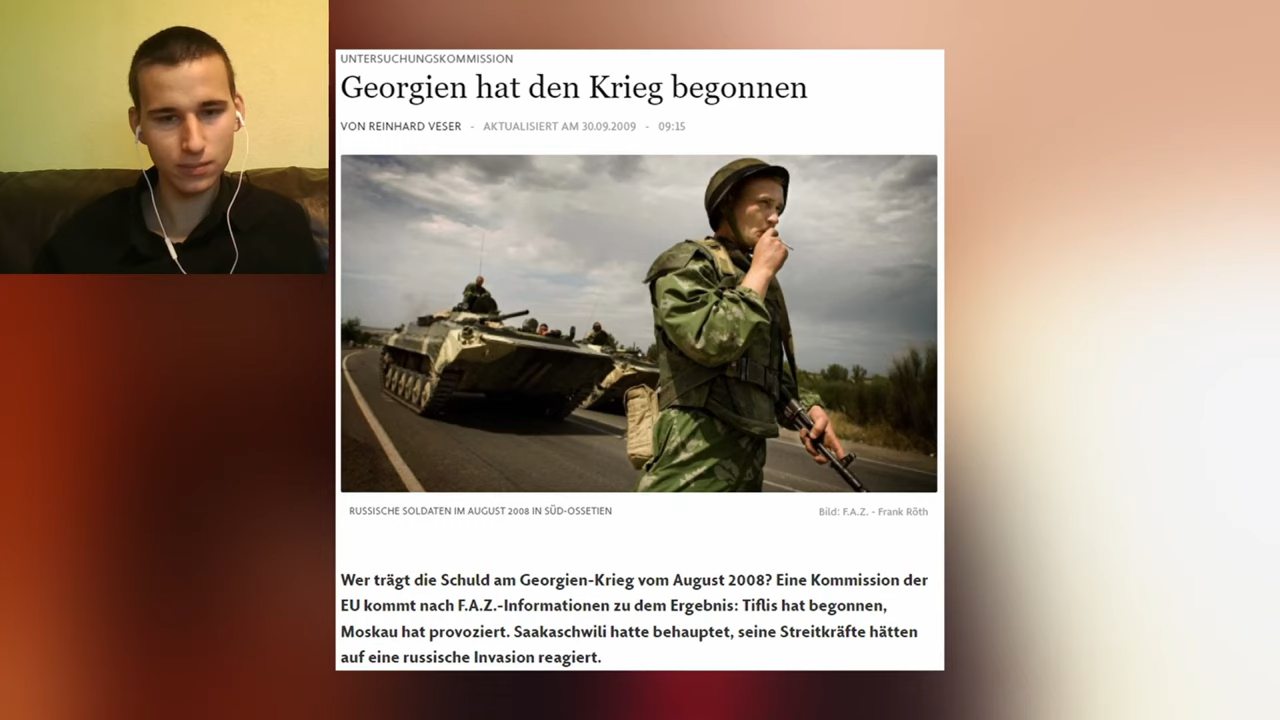 UNTERSUCHUNGSKOMMISSION
Georgien hat den Krieg begonnen
VON REINHARD VESER - AKTUALISIERT AM 30.09.2009 - 09:15
RUSSISCHE SOLDATEN IM AUGUST 2008 IN SÜD-OSSETIEN
Bild: F.A.Z. - Frank Röth
Wer trägt die Schuld am Georgien-Krieg vom August 2008? Eine Kommission der
EU kommt nach F.A.Z.-Informationen zu dem Ergebnis: Tiflis hat begonnen,
Moskau hat provoziert. Saakaschwili hatte behauptet, seine Streitkräfte hätten
auf eine russische Invasion reagiert.